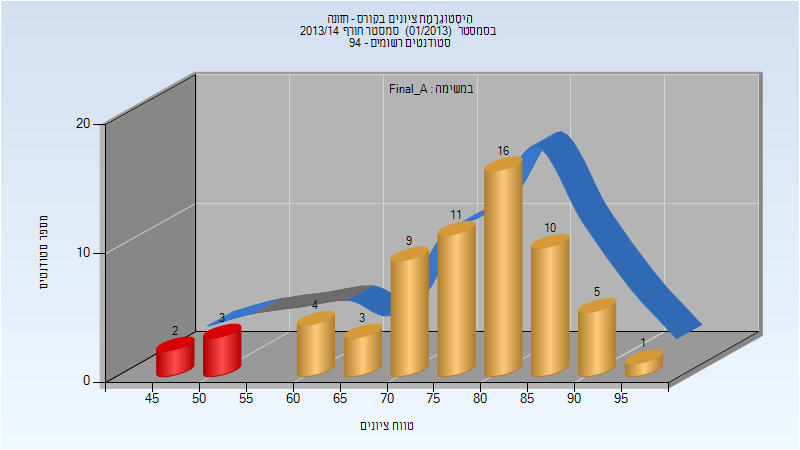 היסטוגרמת ציונים בקורס - חזונה
בסמסטר (01/2013) סמסטר חורף 2013/14
סטודנטים רשומים - 94
במשימה : Final_A
מספר סטודנטים
20
10
0
2
3
4
3
9
11
16
10
5
1
45 50 55 60 65 70 75 80 85 90 95
טווח ציונים